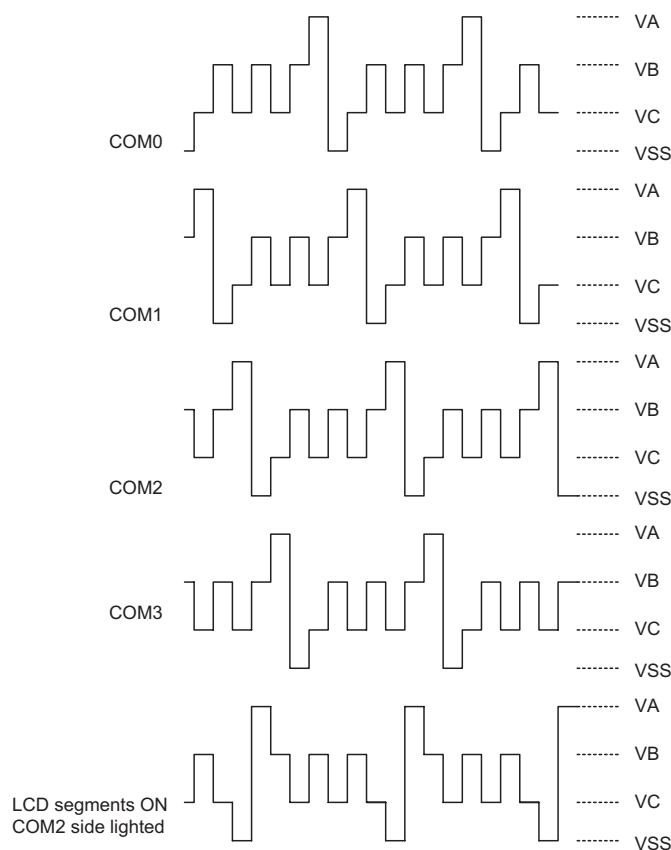 VA
VB
VC
COM0
VSS
VA
VB
VC
COM1
VSS
VA
VB
VC
COM2
VSS
VA
VB
COM3
VC
VSS
VA
VB
LCD segments ON
VC
COM2 side lighted
VSS